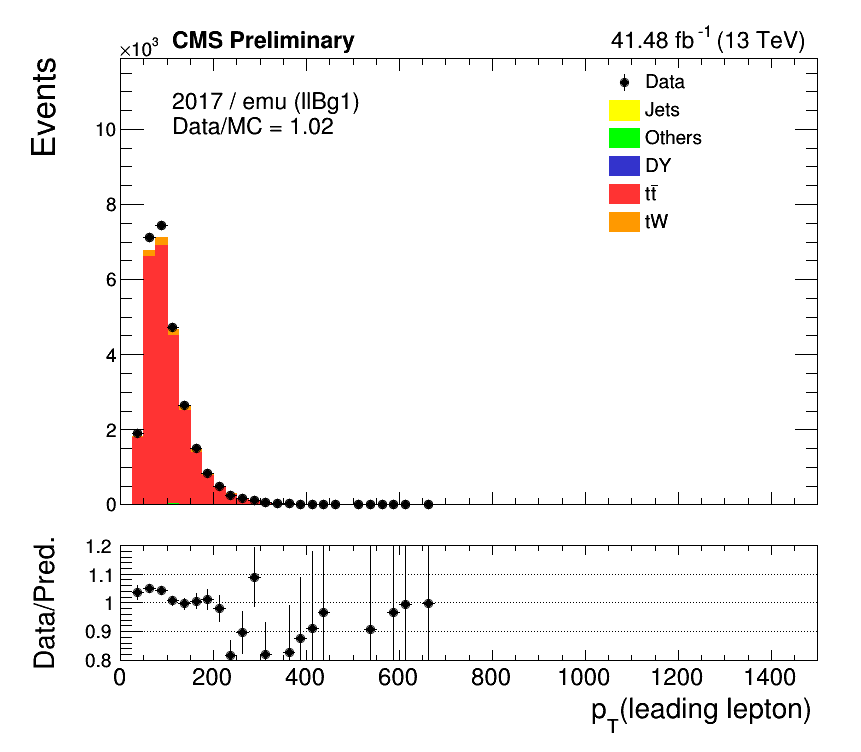 ×10³ CMS Preliminary 41.48 fb⁻¹ (13 TeV)
2017 / emu (llBg1)
Data/MC = 1.02
Data
Jets
Others
DY
tt̄
tW
Events
10
8
6
4
2
0
Data/Pred.
1.2
1.1
1
0.9
0.8
0 200 400 600 800 1000 1200 1400
p_T(leading lepton)